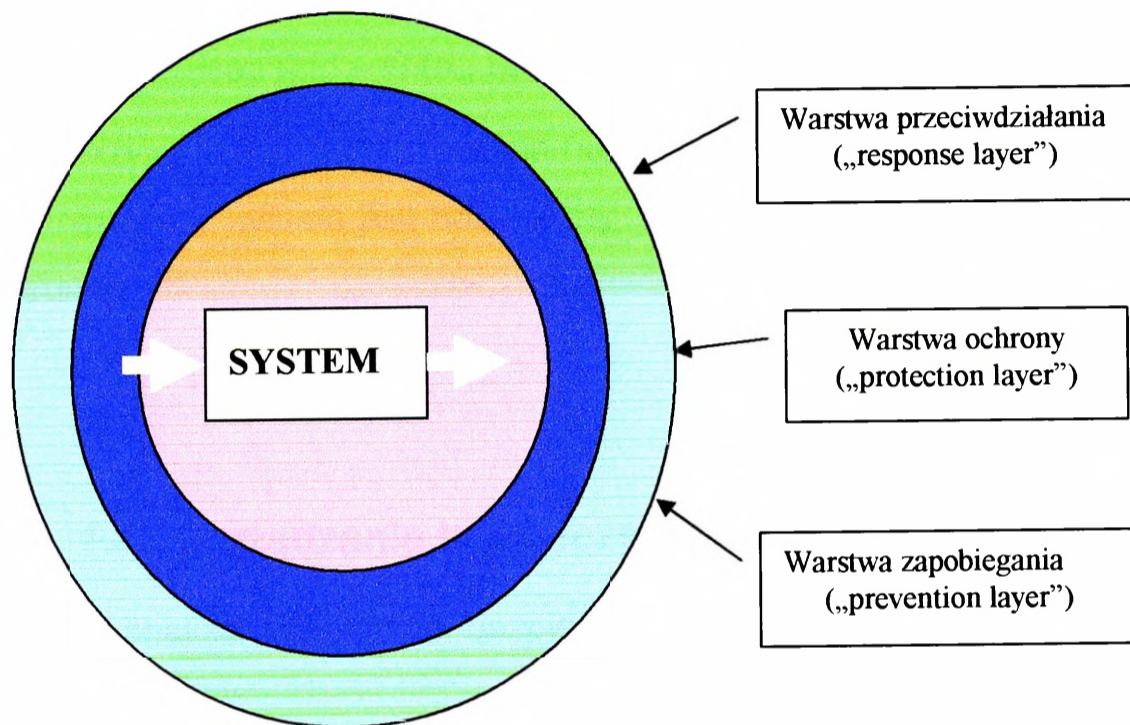 Warstwa przeciwdziałania
(„response layer”)
SYSTEM
Warstwa ochrony
(„protection layer”)
Warstwa zapobiegania
(„prevention layer”)